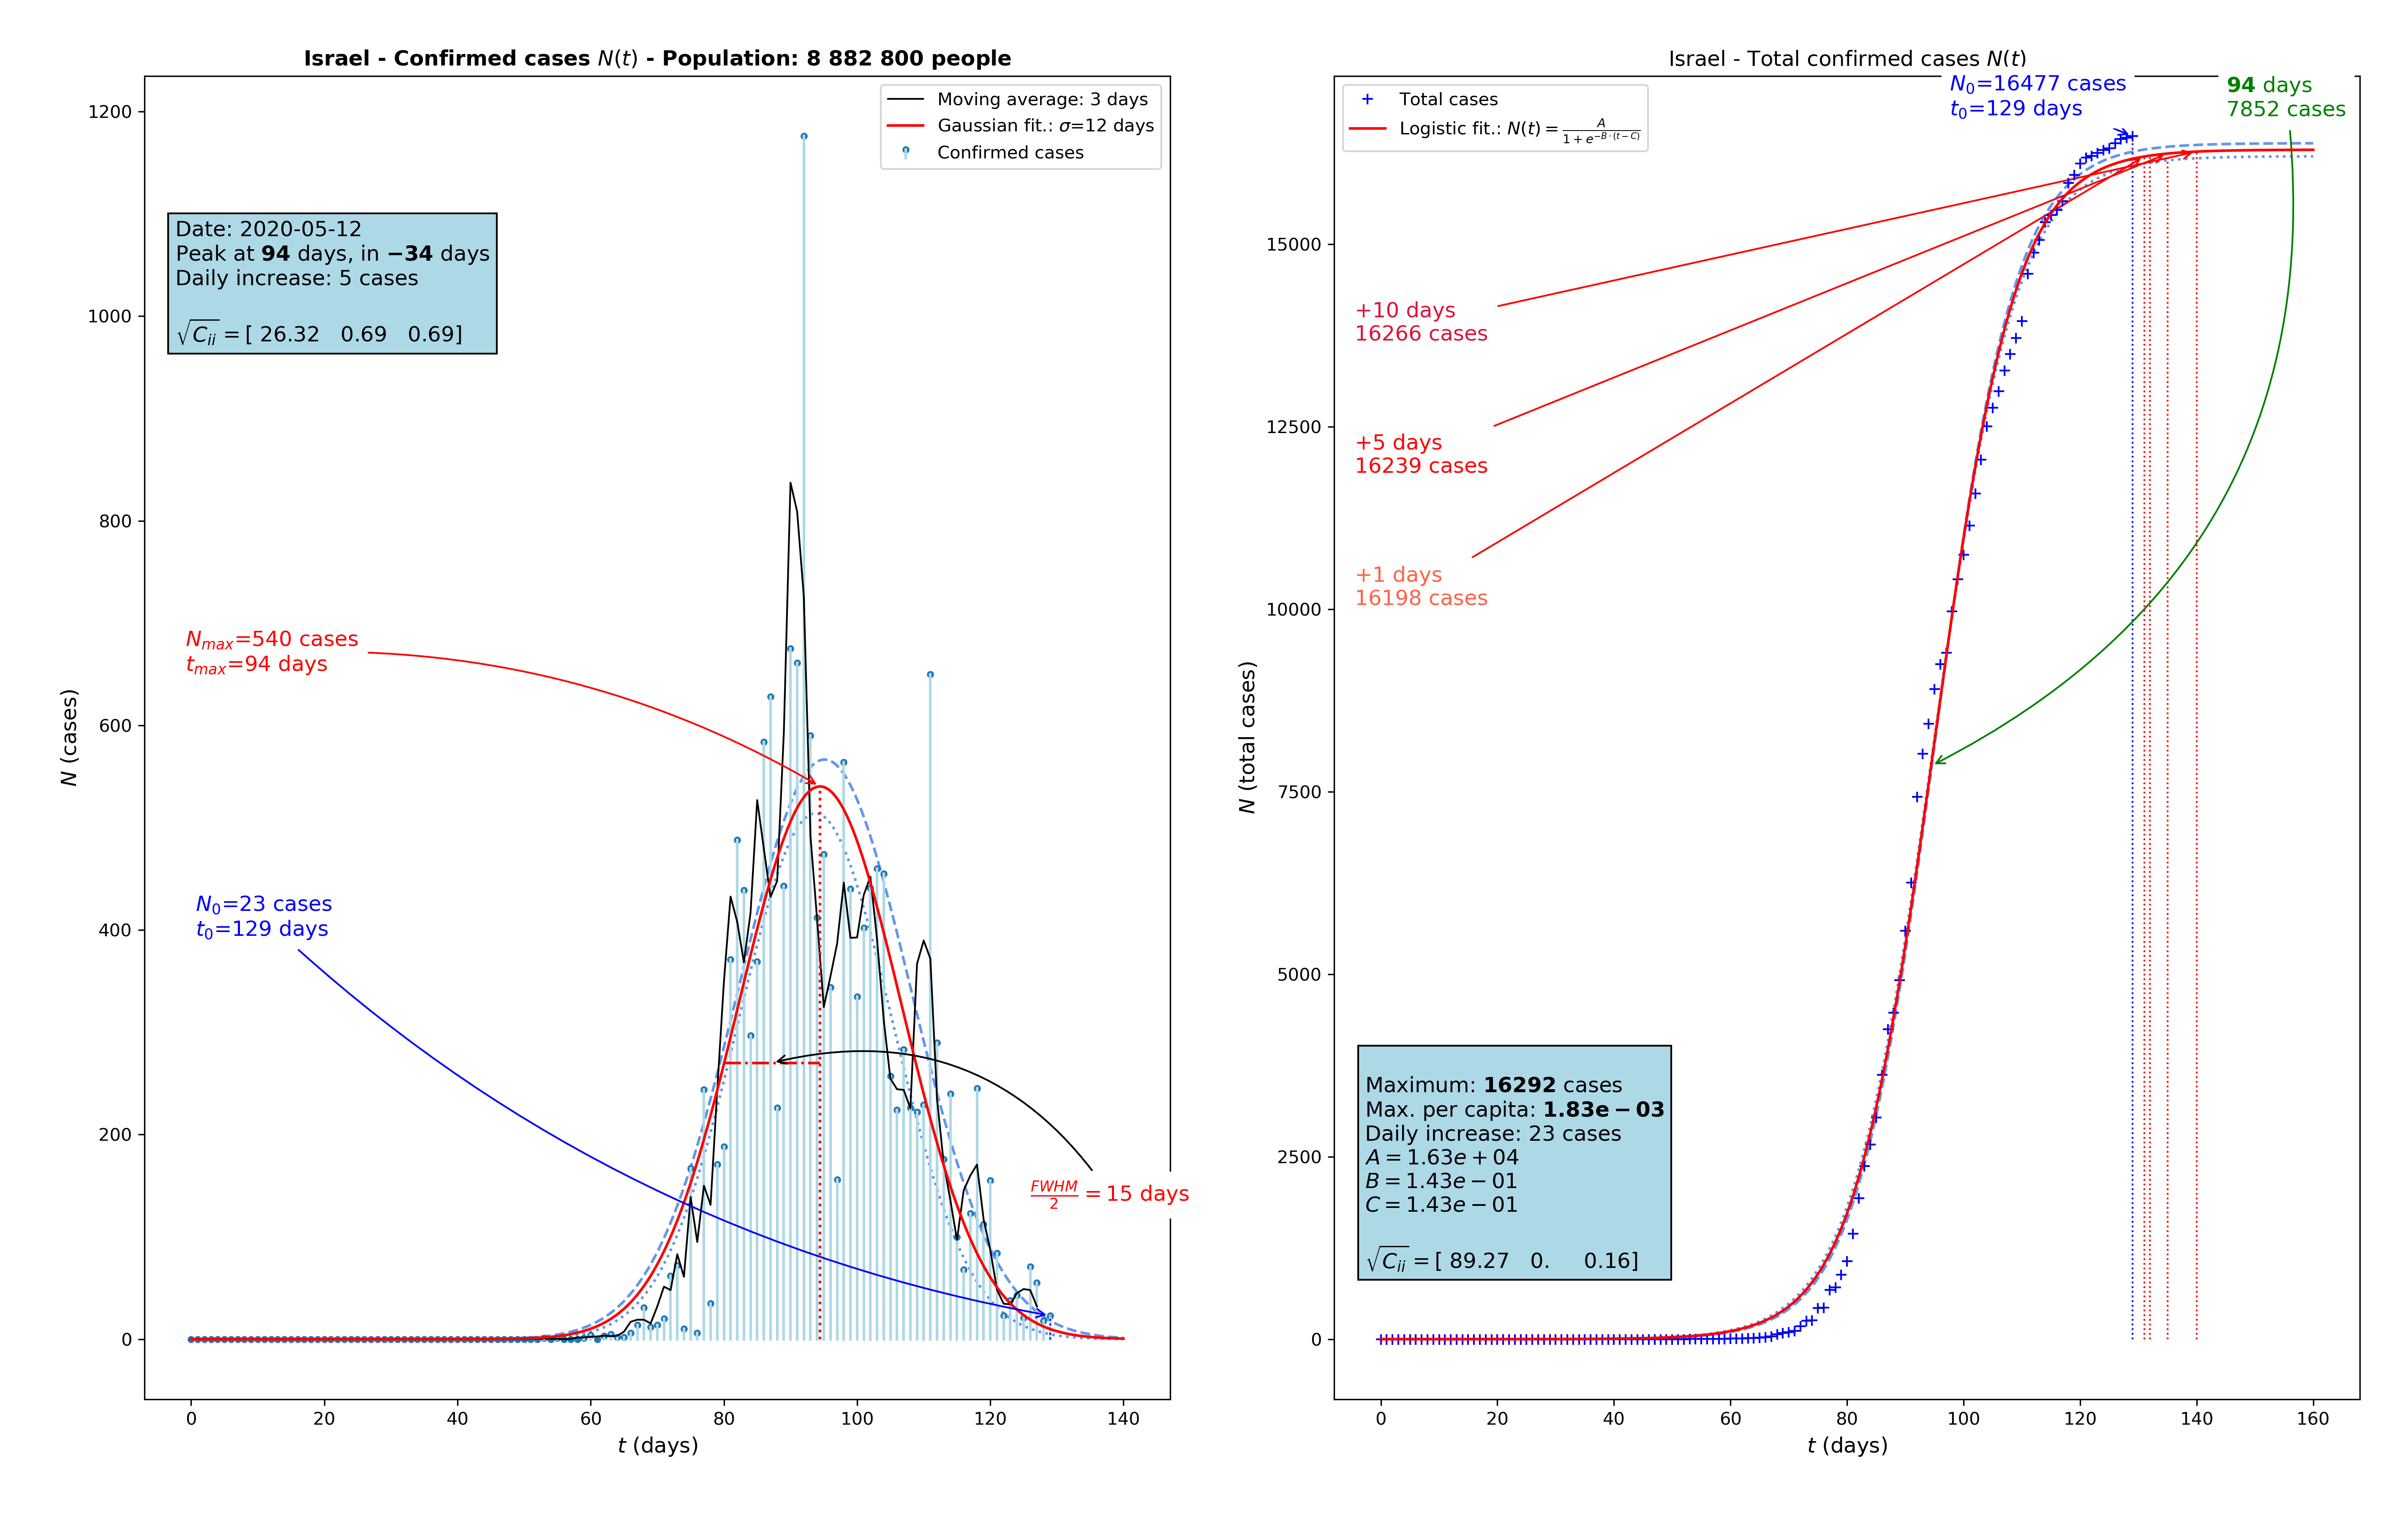 Israel - Confirmed cases N(t) - Population: 8 882 800 people
1200
1000
800
600
400
200
0
N (cases)
Moving average: 3 days
Gaussian fit.: σ=12 days
Confirmed cases
Date: 2020-05-12
Peak at 94 days, in −34 days
Daily increase: 5 cases
√C_ii = [ 26.32 0.69 0.69]
N_max=540 cases
t_max=94 days
N_0=23 cases
t_0=129 days
FWHM/2 = 15 days
0 20 40 60 80 100 120 140
t (days)
Israel - Total confirmed cases N(t)
Total cases
Logistic fit.: N(t) = A/(1+e^{−B·(t−C)})
N_0=16477 cases
t_0=129 days
94 days
7852 cases
15000
12500
10000
7500
5000
2500
0
N (total cases)
+10 days
16266 cases
+5 days
16239 cases
+1 days
16198 cases
Maximum: 16292 cases
Max. per capita: 1.83e − 03
Daily increase: 23 cases
A = 1.63e + 04
B = 1.43e − 01
C = 1.43e − 01
√C_ii = [ 89.27 0. 0.16]
0 20 40 60 80 100 120 140 160
t (days)